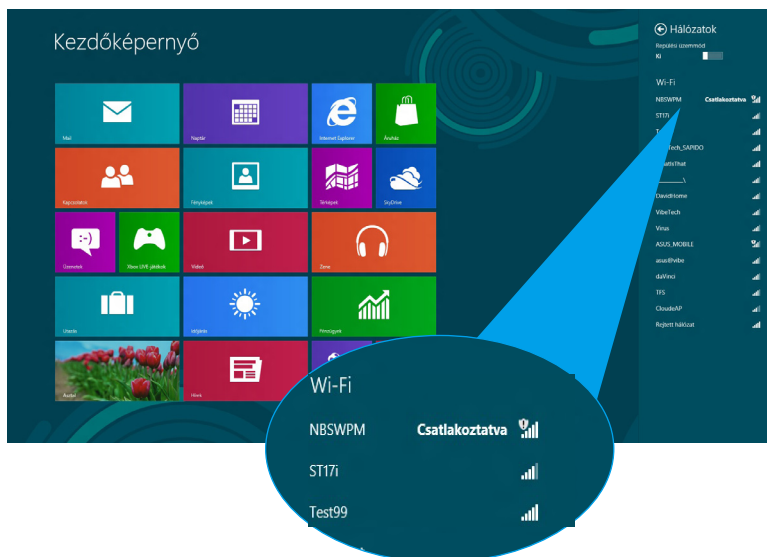 Kezdőképernyő
Mail
Naptár
Internet Explorer
Áruház
Kapcsolatok
Fényképek
Térképek
SkyDrive
:-)
Üzenetek
Xbox LIVE-játékok
Videó
Zene
Utazás
Időjárás
Pénzügyek
Asztal
Hírek
Hálózatok
Repülési üzemmód
Ki
Wi-Fi
NBSWPM Csatlakoztatva
ST17i
DavidHome
VibeTech
Virus
ASUS_MOBILE
asus@vibe
daVinci
TFS
CloudeAP
Rejtett hálózat
Wi-Fi
NBSWPM Csatlakoztatva
ST17i
Test99